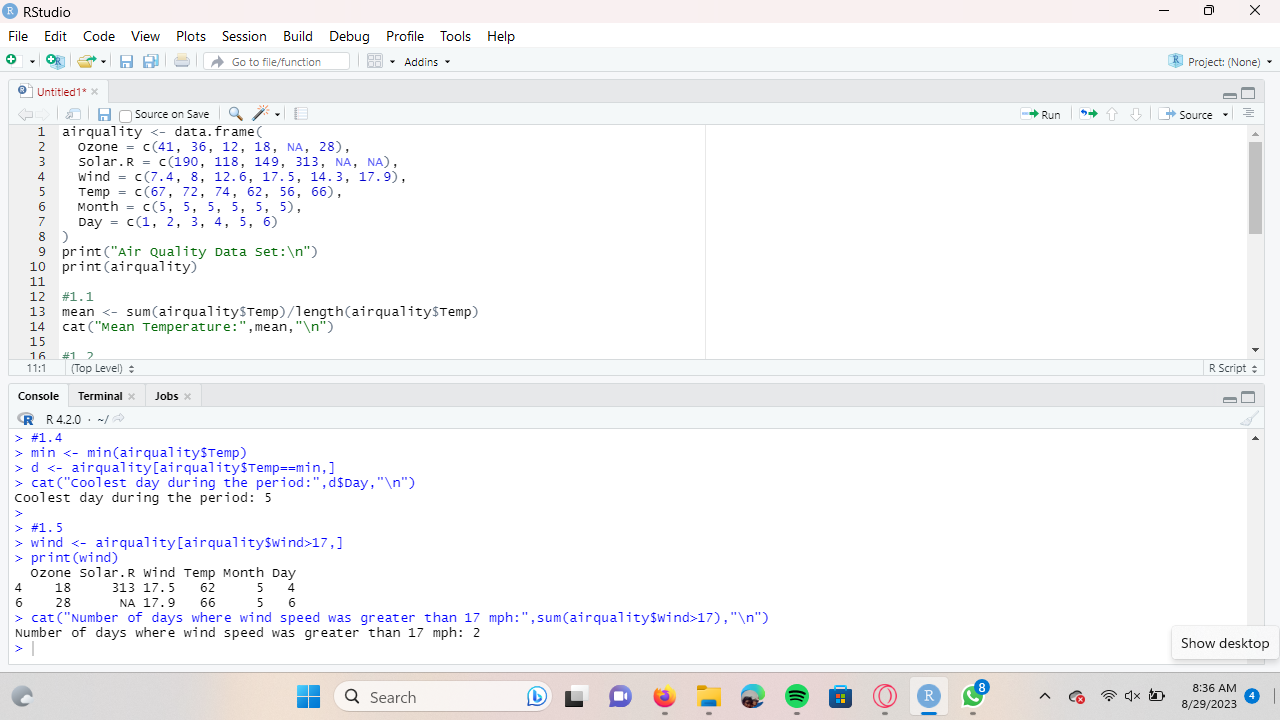 RStudio
File Edit Code View Plots Session Build Debug Profile Tools Help
Go to file/function Addins Project: (None)
Untitled1*
Source on Save Run Source
1 airquality <- data.frame(
2 Ozone = c(41, 36, 12, 18, NA, 28),
3 Solar.R = c(190, 118, 149, 313, NA, NA),
4 Wind = c(7.4, 8, 12.6, 17.5, 14.3, 17.9),
5 Temp = c(67, 72, 74, 62, 56, 66),
6 Month = c(5, 5, 5, 5, 5, 5),
7 Day = c(1, 2, 3, 4, 5, 6)
8 )
9 print("Air Quality Data Set:\n")
10 print(airquality)
11
12 #1.1
13 mean <- sum(airquality$Temp)/length(airquality$Temp)
14 cat("Mean Temperature:",mean,"\n")
15
16 #1.2
11:1 (Top Level) R Script
Console Terminal Jobs
R R 4.2.0 · ~/
> #1.4
> min <- min(airquality$Temp)
> d <- airquality[airquality$Temp==min,]
> cat("Coolest day during the period:",d$Day,"\n")
Coolest day during the period: 5
>
> #1.5
> wind <- airquality[airquality$Wind>17,]
> print(wind)
Ozone Solar.R Wind Temp Month Day
4 18 313 17.5 62 5 4
6 28 NA 17.9 66 5 6
> cat("Number of days where wind speed was greater than 17 mph:",sum(airquality$Wind>17),"\n")
Number of days where wind speed was greater than 17 mph: 2
>
Show desktop
Search R 8 8:36 AM 4
8/29/2023